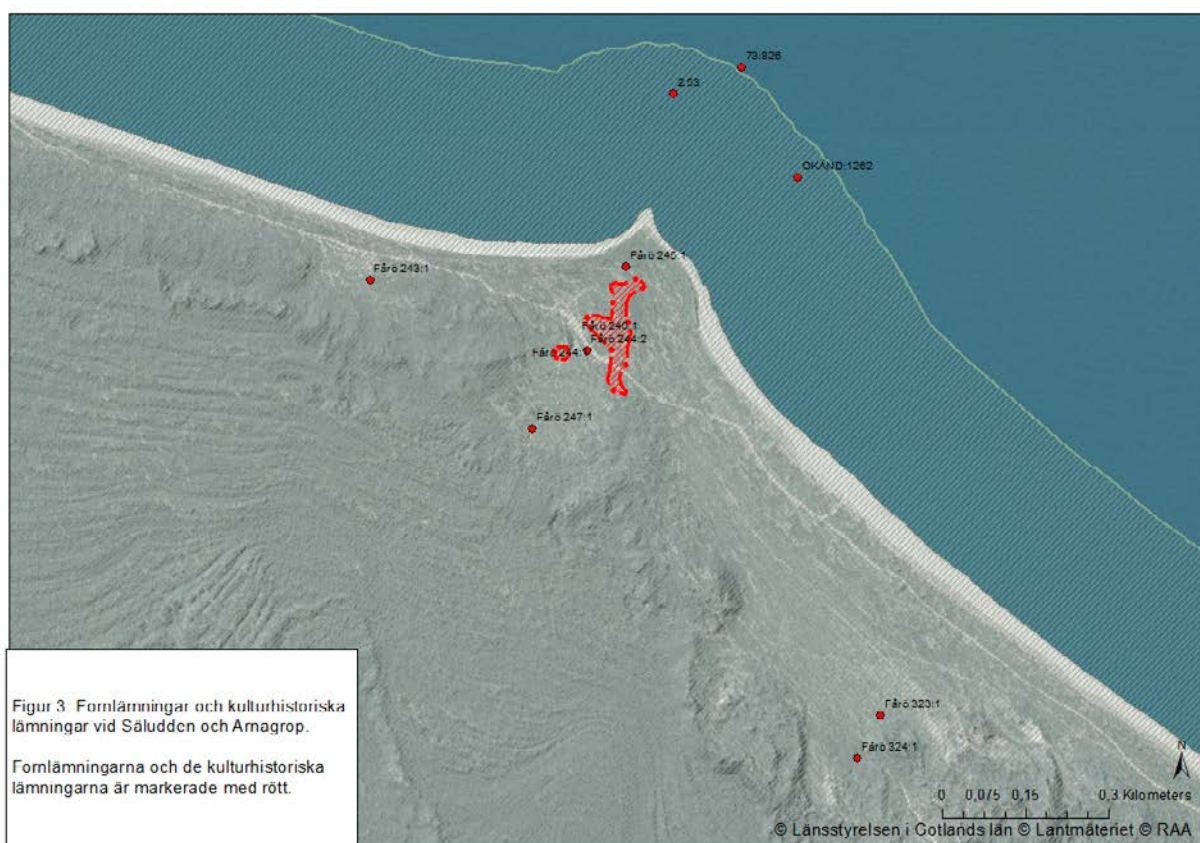 73:826
2:53
OKÄND:1262
Fårö 243:1
Fårö 245:1
Fårö 240:1
Fårö 244:2
Fårö 244:1
Fårö 247:1
Fårö 323:1
Fårö 324:1
Figur 3. Fornlämningar och kulturhistoriska
lämningar vid Säludden och Arnagrop.
Fornlämningarna och de kulturhistoriska
lämningarna är markerade med rött.
N
0 0,075 0,15 0,3 Kilometers
© Länsstyrelsen i Gotlands län © Lantmäteriet © RAA